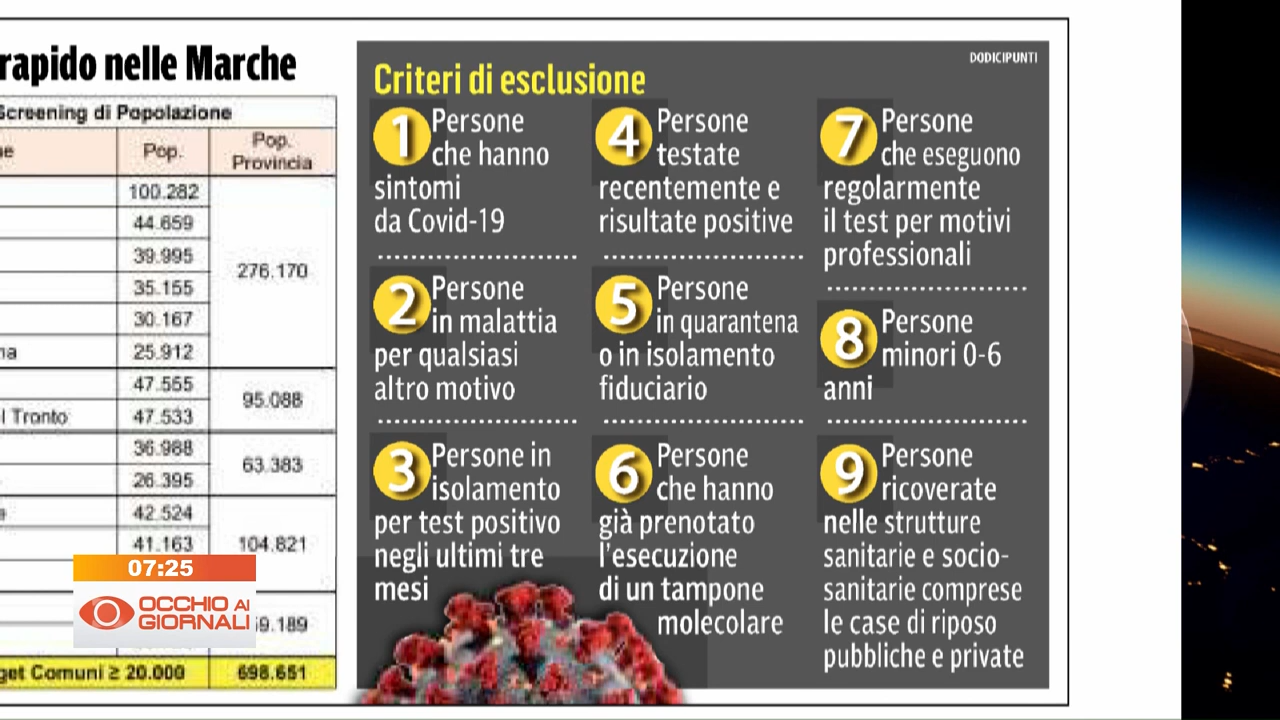 rapido nelle Marche
Screening di Popolazione
Pop.
Pop.
Provincia
100.282
44.659
39.995
35.155
30.167
25.912
276.170
47.555
l Tronto
47.533
95.088
36.988
26.395
63.383
42.524
41.163
104.821
get Comuni ≥ 20.000
698.651
DODICIPUNTI
Criteri di esclusione
1 Persone
che hanno
sintomi
da Covid-19
2 Persone
in malattia
per qualsiasi
altro motivo
3 Persone in
isolamento
per test positivo
negli ultimi tre
mesi
4 Persone
testate
recentemente e
risultate positive
5 Persone
in quarantena
o in isolamento
fiduciario
6 Persone
che hanno
già prenotato
l'esecuzione
di un tampone
molecolare
7 Persone
che eseguono
regolarmente
il test per motivi
professionali
8 Persone
minori 0-6
anni
9 Persone
ricoverate
nelle strutture
sanitarie e socio-
sanitarie comprese
le case di riposo
pubbliche e private
07:25
OCCHIO AI
GIORNALI